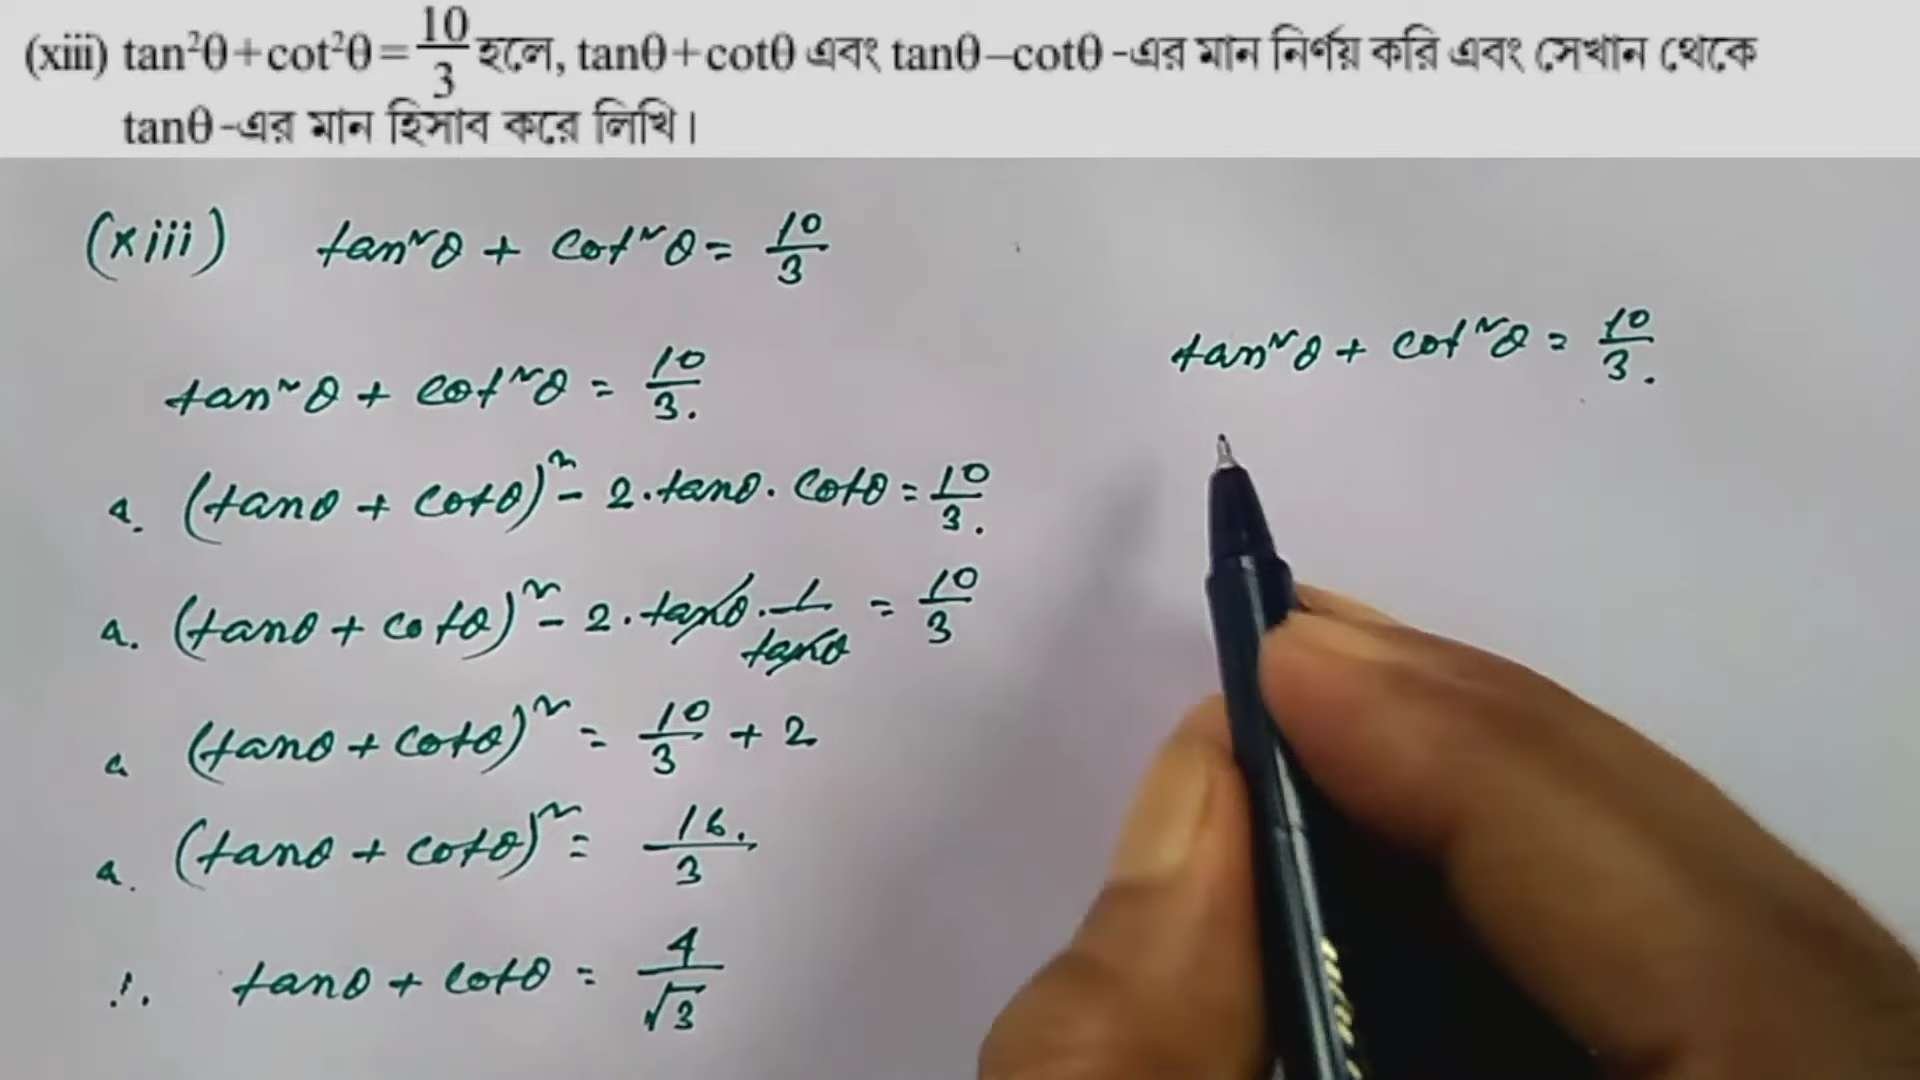 (xiii) tan²θ+cot²θ=10/3 হলে, tanθ+cotθ এবং tanθ–cotθ -এর মান নির্ণয় করি এবং সেখান থেকে
tanθ -এর মান হিসাব করে লিখি।
(xiii) tan²θ + cot²θ = 10/3
tan²θ + cot²θ = 10/3.
বা. (tanθ + cotθ)² - 2.tanθ. cotθ = 10/3.
বা. (tanθ + cotθ)² - 2.tanθ.1/tanθ = 10/3
বা (tanθ + cotθ)² = 10/3 + 2
বা. (tanθ + cotθ)² = 16./3
∴ tanθ + cotθ = 4/√3
tan²θ + cot²θ = 10/3.